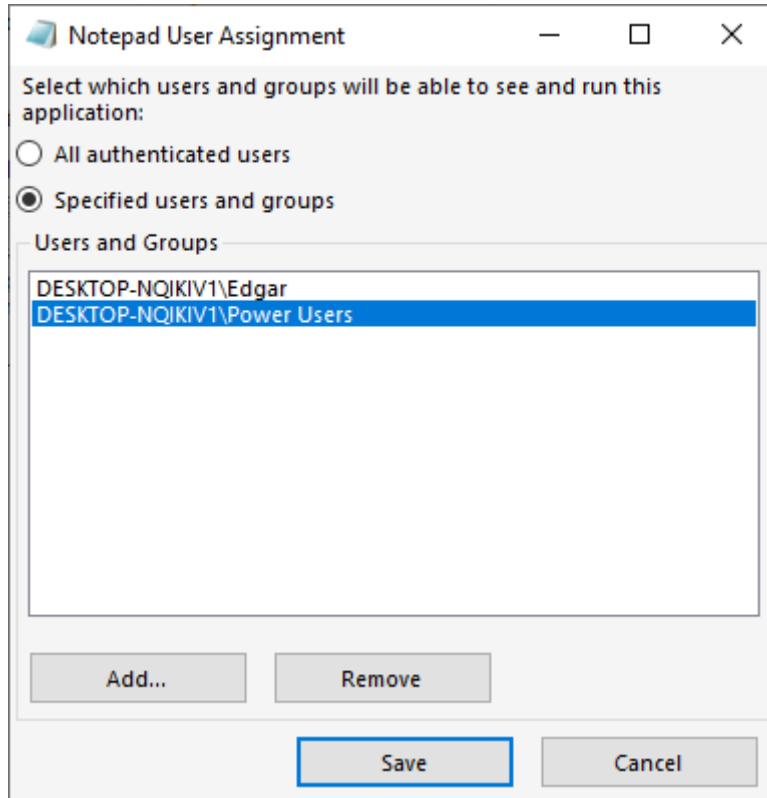 Notepad User Assignment
Select which users and groups will be able to see and run this
application:
All authenticated users
Specified users and groups
Users and Groups
DESKTOP-NQIKIV1\Edgar
DESKTOP-NQIKIV1\Power Users
Add...
Remove
Save
Cancel